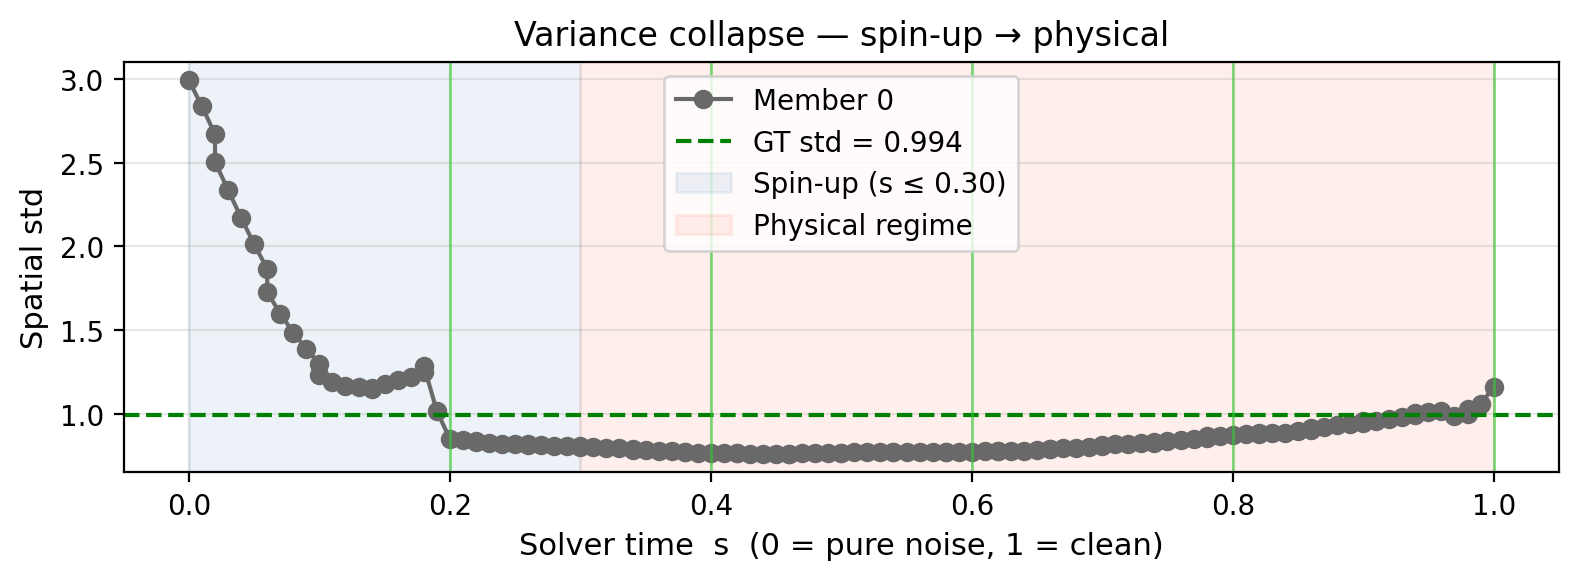 Variance collapse — spin-up → physical
Spatial std
3.0
2.5
2.0
1.5
1.0
Member 0
GT std = 0.994
Spin-up (s ≤ 0.30)
Physical regime
0.0 0.2 0.4 0.6 0.8 1.0
Solver time s (0 = pure noise, 1 = clean)